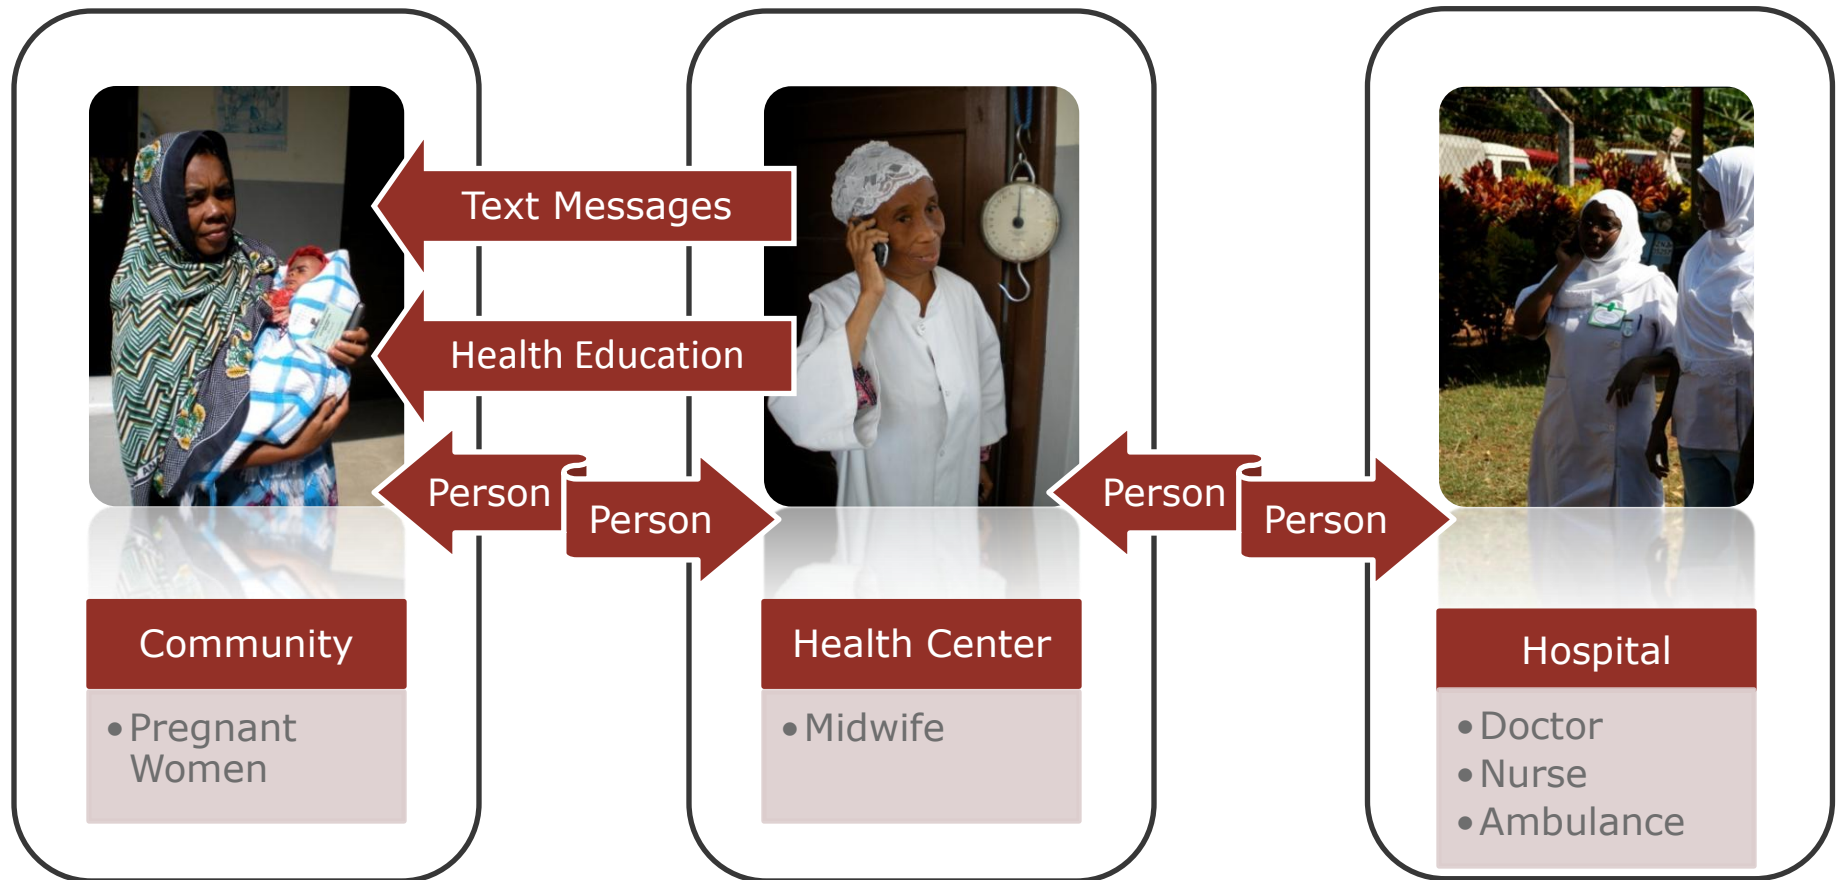 Text Messages
Health Education
Person
Person
Person
Person
Community
• Pregnant
Women
Health Center
• Midwife
Hospital
• Doctor
• Nurse
• Ambulance